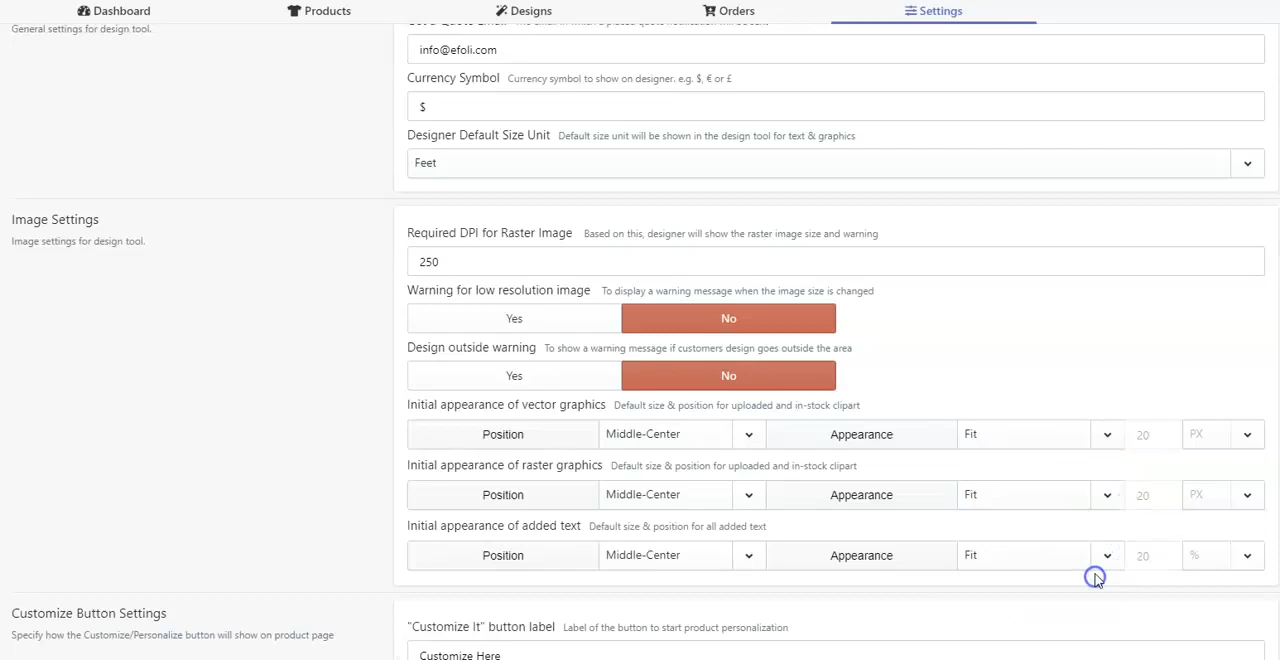 Dashboard Products Designs Orders Settings
General settings for design tool.
info@efoli.com
Currency Symbol Currency symbol to show on designer. e.g. $, € or £
$
Designer Default Size Unit Default size unit will be shown in the design tool for text & graphics
Feet
Image Settings
Image settings for design tool.
Required DPI for Raster Image Based on this, designer will show the raster image size and warning
250
Warning for low resolution image To display a warning message when the image size is changed
Yes No
Design outside warning To show a warning message if customers design goes outside the area
Yes No
Initial appearance of vector graphics Default size & position for uploaded and in-stock clipart
Position Middle-Center Appearance Fit 20 PX
Initial appearance of raster graphics Default size & position for uploaded and in-stock clipart
Position Middle-Center Appearance Fit 20 PX
Initial appearance of added text Default size & position for all added text
Position Middle-Center Appearance Fit 20 %
Customize Button Settings
Specify how the Customize/Personalize button will show on product page
"Customize It" button label Label of the button to start product personalization
Customize Here